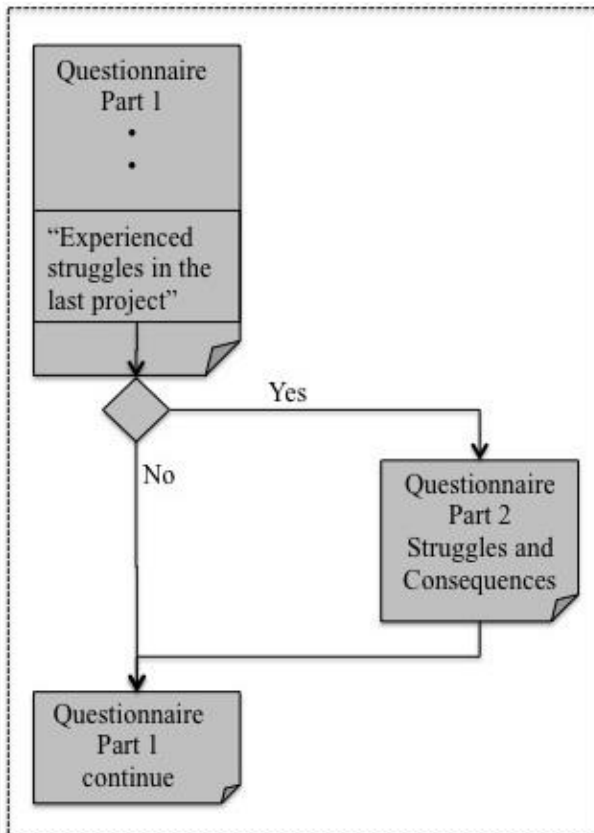 Questionnaire
Part 1
•
•
“Experienced
struggles in the
last project”
Yes
No
Questionnaire
Part 2
Struggles and
Consequences
Questionnaire
Part 1
continue